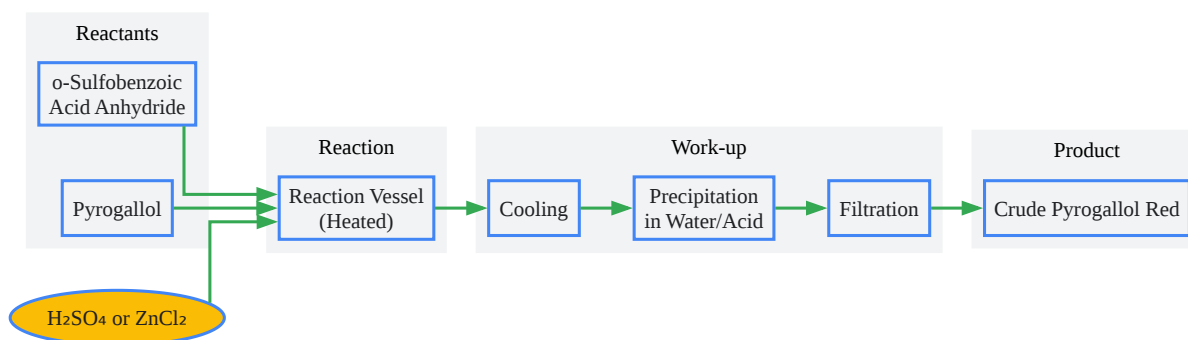 Reactants
o-Sulfobenzoic
Acid Anhydride
Pyrogallol
H₂SO₄ or ZnCl₂
Reaction
Reaction Vessel
(Heated)
Work-up
Cooling
Precipitation
in Water/Acid
Filtration
Product
Crude Pyrogallol Red